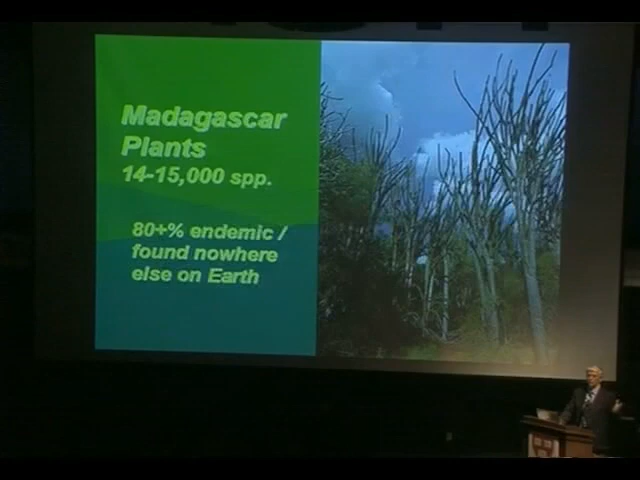 Madagascar
Plants
14-15,000 spp.
80+% endemic /
found nowhere
else on Earth